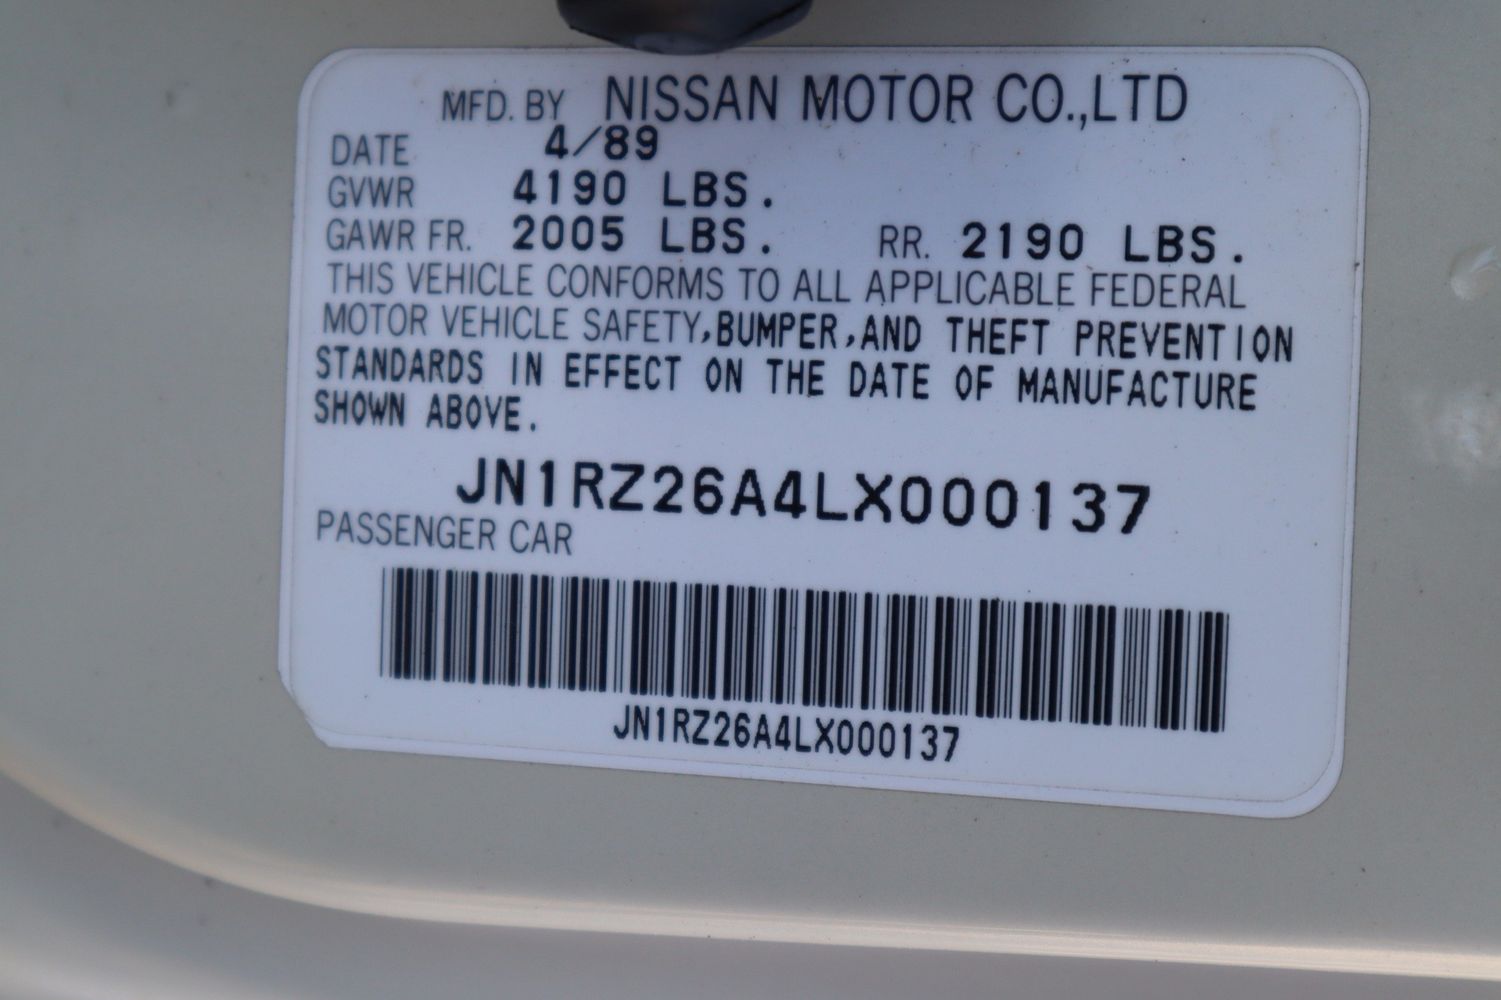 MFD. BY NISSAN MOTOR CO.,LTD
DATE 4/89
GVWR 4190 LBS.
GAWR FR. 2005 LBS. RR. 2190 LBS.
THIS VEHICLE CONFORMS TO ALL APPLICABLE FEDERAL
MOTOR VEHICLE SAFETY,BUMPER,AND THEFT PREVENTION
STANDARDS IN EFFECT ON THE DATE OF MANUFACTURE
SHOWN ABOVE.
JN1RZ26A4LX000137
PASSENGER CAR
JN1RZ26A4LX000137